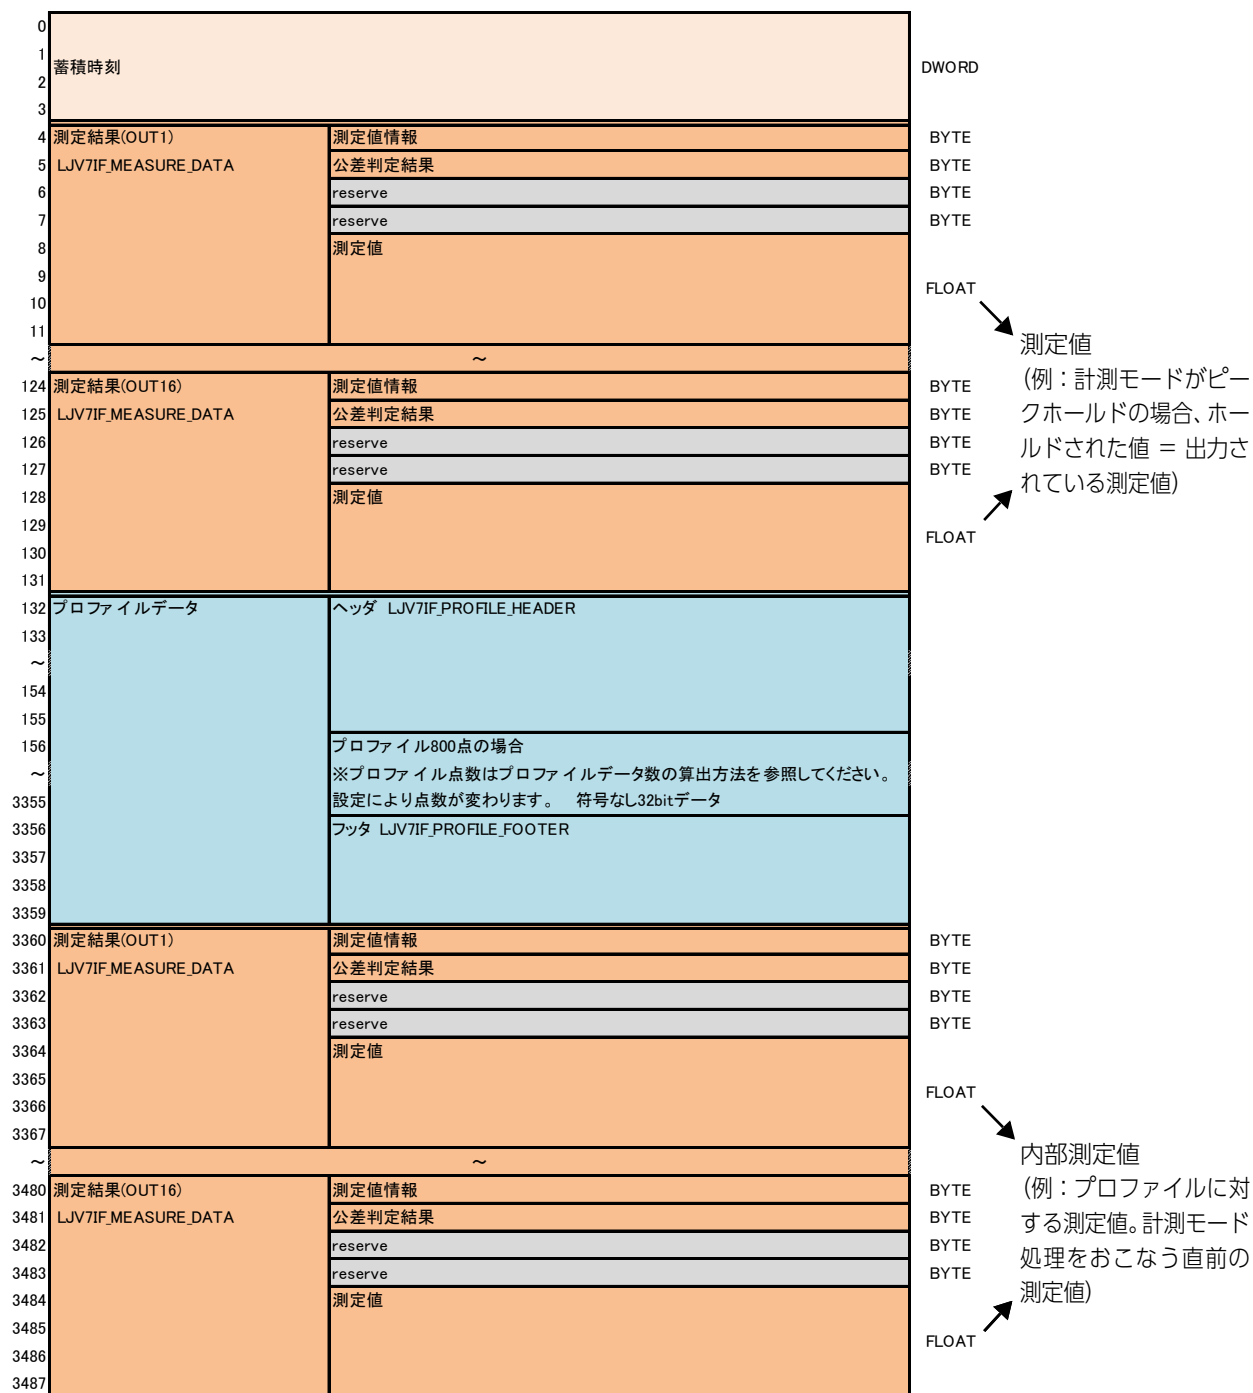 0
1
蓄積時刻 DWORD
2
3
4 測定結果(OUT1) 測定値情報 BYTE
5 LJV7IF_MEASURE_DATA 公差判定結果 BYTE
6 reserve BYTE
7 reserve BYTE
8 測定値
9
FLOAT
10
11
測定値
~ ~
(例：計測モードがピー
クホールドの場合、ホー
ルドされた値 = 出力さ
れている測定値)
124 測定結果(OUT16) 測定値情報 BYTE
125 LJV7IF_MEASURE_DATA 公差判定結果 BYTE
126 reserve BYTE
127 reserve BYTE
128 測定値
129
FLOAT
130
131
132 プロファイルデータ ヘッダ LJV7IF_PROFILE_HEADER
133
~
154
155
156 プロファイル800点の場合
~ ※プロファイル点数はプロファイルデータ数の算出方法を参照してください。
3355 設定により点数が変わります。 符号なし32bitデータ
3356 フッタ LJV7IF_PROFILE_FOOTER
3357
3358
3359
3360 測定結果(OUT1) 測定値情報 BYTE
3361 LJV7IF_MEASURE_DATA 公差判定結果 BYTE
3362 reserve BYTE
3363 reserve BYTE
3364 測定値
3365
FLOAT
3366
3367
内部測定値
~ ~
(例：プロファイルに対
する測定値。計測モード
処理をおこなう直前の
測定値)
3480 測定結果(OUT16) 測定値情報 BYTE
3481 LJV7IF_MEASURE_DATA 公差判定結果 BYTE
3482 reserve BYTE
3483 reserve BYTE
3484 測定値
3485
FLOAT
3486
3487